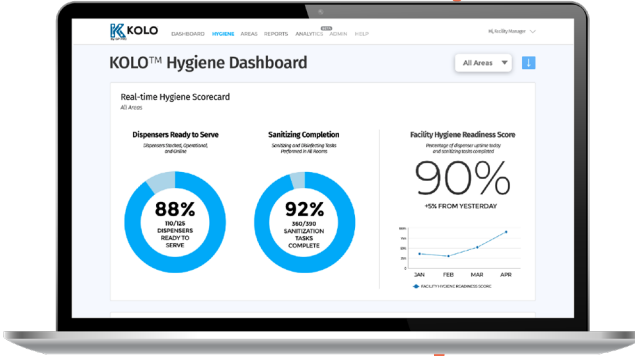 KOLO
DASHBOARD HYGIENE AREAS REPORTS ANALYTICS ADMIN HELP
Hi, Facility Manager
KOLO™ Hygiene Dashboard
All Areas
Real-time Hygiene Scorecard
All Areas
Dispensers Ready to Serve
Dispensers Stocked, Operational,
and Online
88%
110/125
DISPENSERS
READY TO
SERVE
Sanitizing Completion
Sanitizing and Disinfecting Tasks
Preformed in All Rooms
92%
360/390
SANITIZATION
TASKS
COMPLETE
Facility Hygiene Readiness Score
Percentage of dispenser uptime today
and sanitizing tasks completed
90%
+5% FROM YESTERDAY
JAN FEB MAR APR
FACILITY HYGIENE READINESS SCORE